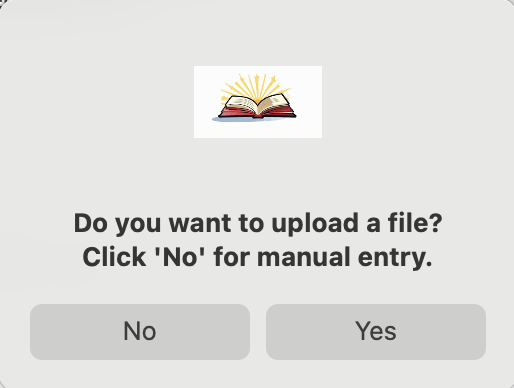 Do you want to upload a file?
Click 'No' for manual entry.
No
Yes